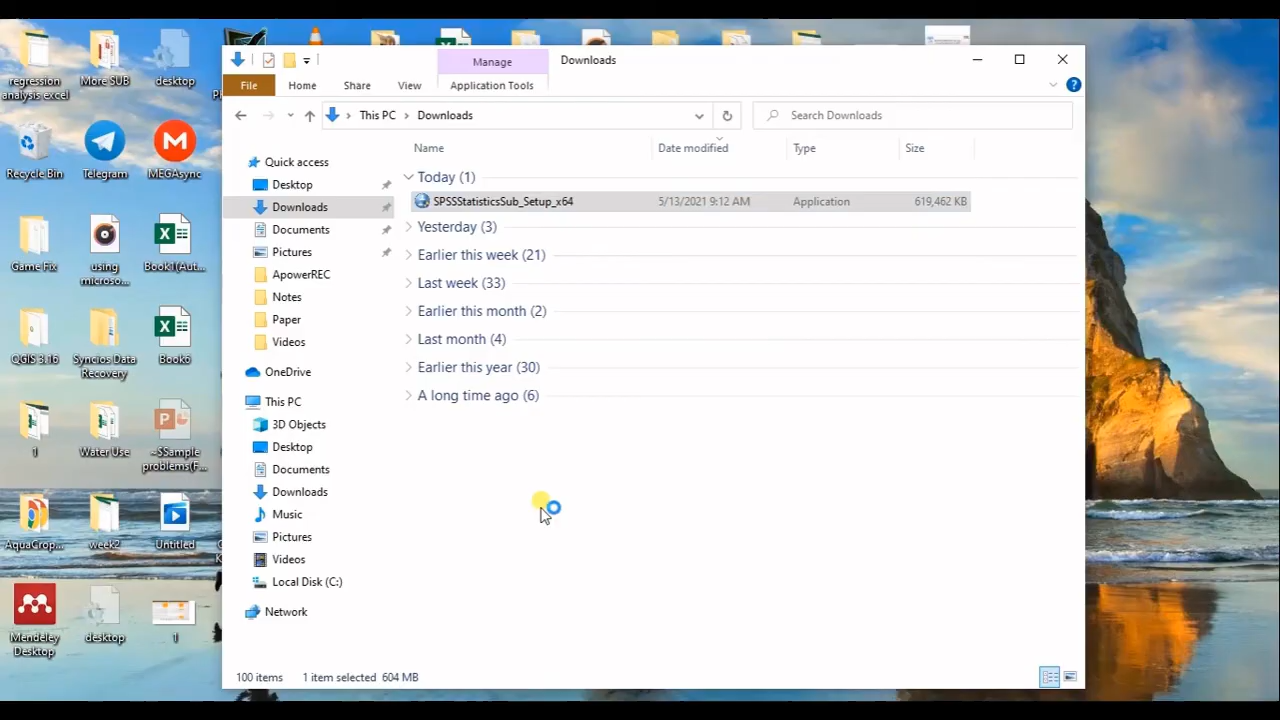 regression
analysis excel
More SUB
desktop
Recycle Bin
Telegram
MEGAsync
Game Fix
using
microso...
Book1(Aut...
QGIS 3.16
Syncios Data
Recovery
Book6
1
Water Use
~$Sample
problems(F...
AquaCrop...
week2
Untitled
Mendeley
Desktop
desktop
1
Manage
Downloads
File
Home
Share
View
Application Tools
This PC
Downloads
Search Downloads
Name
Date modified
Type
Size
Quick access
Desktop
Downloads
Documents
Pictures
ApowerREC
Notes
Paper
Videos
OneDrive
This PC
3D Objects
Desktop
Documents
Downloads
Music
Pictures
Videos
Local Disk (C:)
Network
Today (1)
SPSSStatisticsSub_Setup_x64 5/13/2021 9:12 AM Application 619,462 KB
Yesterday (3)
Earlier this week (21)
Last week (33)
Earlier this month (2)
Last month (4)
Earlier this year (30)
A long time ago (6)
100 items 1 item selected 604 MB